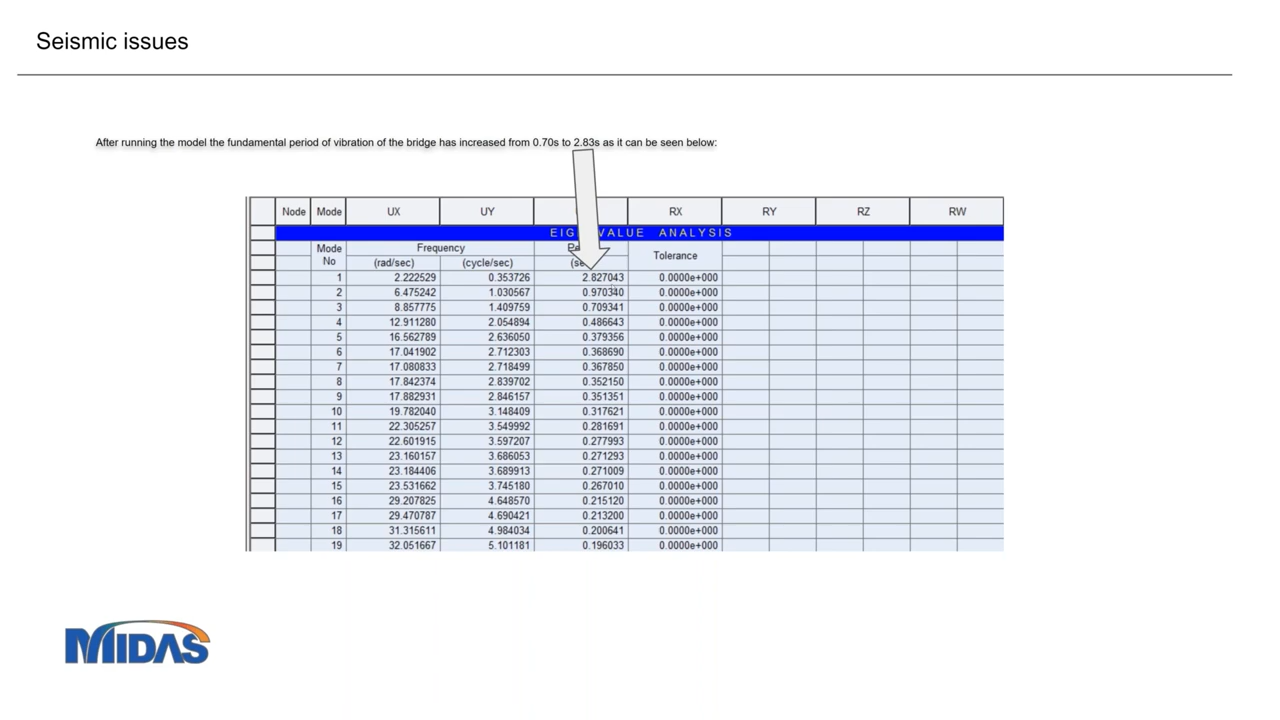 Seismic issues
After running the model the fundamental period of vibration of the bridge has increased from 0.70s to 2.83s as it can be seen below:
Node Mode UX UY RX RY RZ RW
EIGENVALUE ANALYSIS
Mode No Frequency Tolerance
(rad/sec) (cycle/sec)
1 2.222529 0.353726 2.827043 0.0000e+000
2 6.475242 1.030567 0.970340 0.0000e+000
3 8.857775 1.409759 0.709341 0.0000e+000
4 12.911280 2.054894 0.486643 0.0000e+000
5 16.562789 2.636050 0.379356 0.0000e+000
6 17.041902 2.712303 0.368690 0.0000e+000
7 17.080833 2.718499 0.367850 0.0000e+000
8 17.842374 2.839702 0.352150 0.0000e+000
9 17.882931 2.846157 0.351351 0.0000e+000
10 19.782040 3.148409 0.317621 0.0000e+000
11 22.305257 3.549992 0.281691 0.0000e+000
12 22.601915 3.597207 0.277993 0.0000e+000
13 23.160157 3.686053 0.271293 0.0000e+000
14 23.184406 3.689913 0.271009 0.0000e+000
15 23.531662 3.745180 0.267010 0.0000e+000
16 29.207825 4.648570 0.215120 0.0000e+000
17 29.470787 4.690421 0.213200 0.0000e+000
18 31.315611 4.984034 0.200641 0.0000e+000
19 32.051667 5.101181 0.196033 0.0000e+000
MIDAS